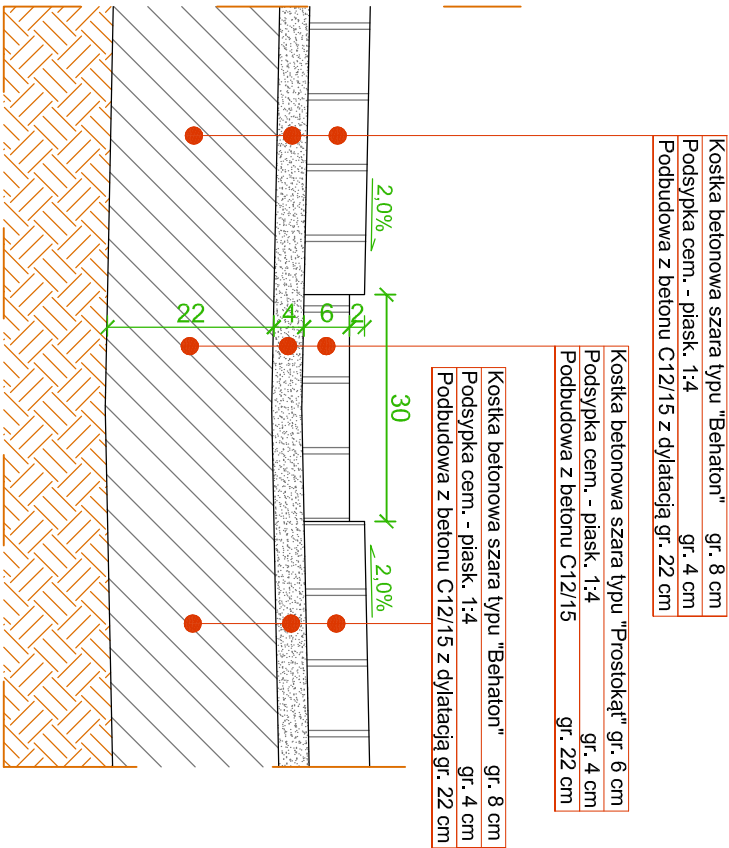 Kostka betonowa szara typu "Behaton" gr. 8 cm
Podsypka cem. - piask. 1:4 gr. 4 cm
Podbudowa z betonu C12/15 z dylatacją gr. 22 cm
Kostka betonowa szara typu "Prostokąt" gr. 6 cm
Podsypka cem. - piask. 1:4 gr. 4 cm
Podbudowa z betonu C12/15 gr. 22 cm
Kostka betonowa szara typu "Behaton" gr. 8 cm
Podsypka cem. - piask. 1:4 gr. 4 cm
Podbudowa z betonu C12/15 z dylatacją gr. 22 cm
2,0%
30
2,0%
2
6
4
22